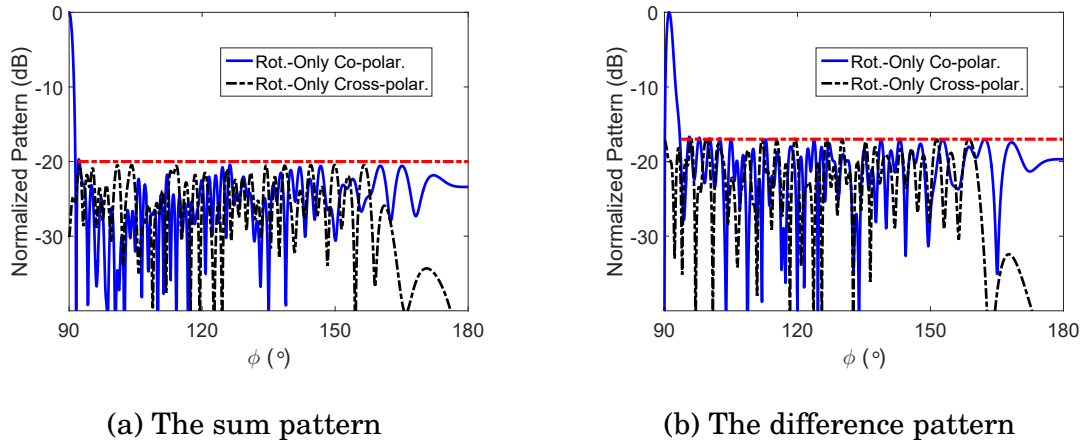 Normalized Pattern (dB)
0
-10
-20
-30
90
120
150
180
ϕ (°)
Rot.-Only Co-polar.
Rot.-Only Cross-polar.
(a) The sum pattern
Normalized Pattern (dB)
0
-10
-20
-30
90
120
150
180
ϕ (°)
Rot.-Only Co-polar.
Rot.-Only Cross-polar.
(b) The difference pattern